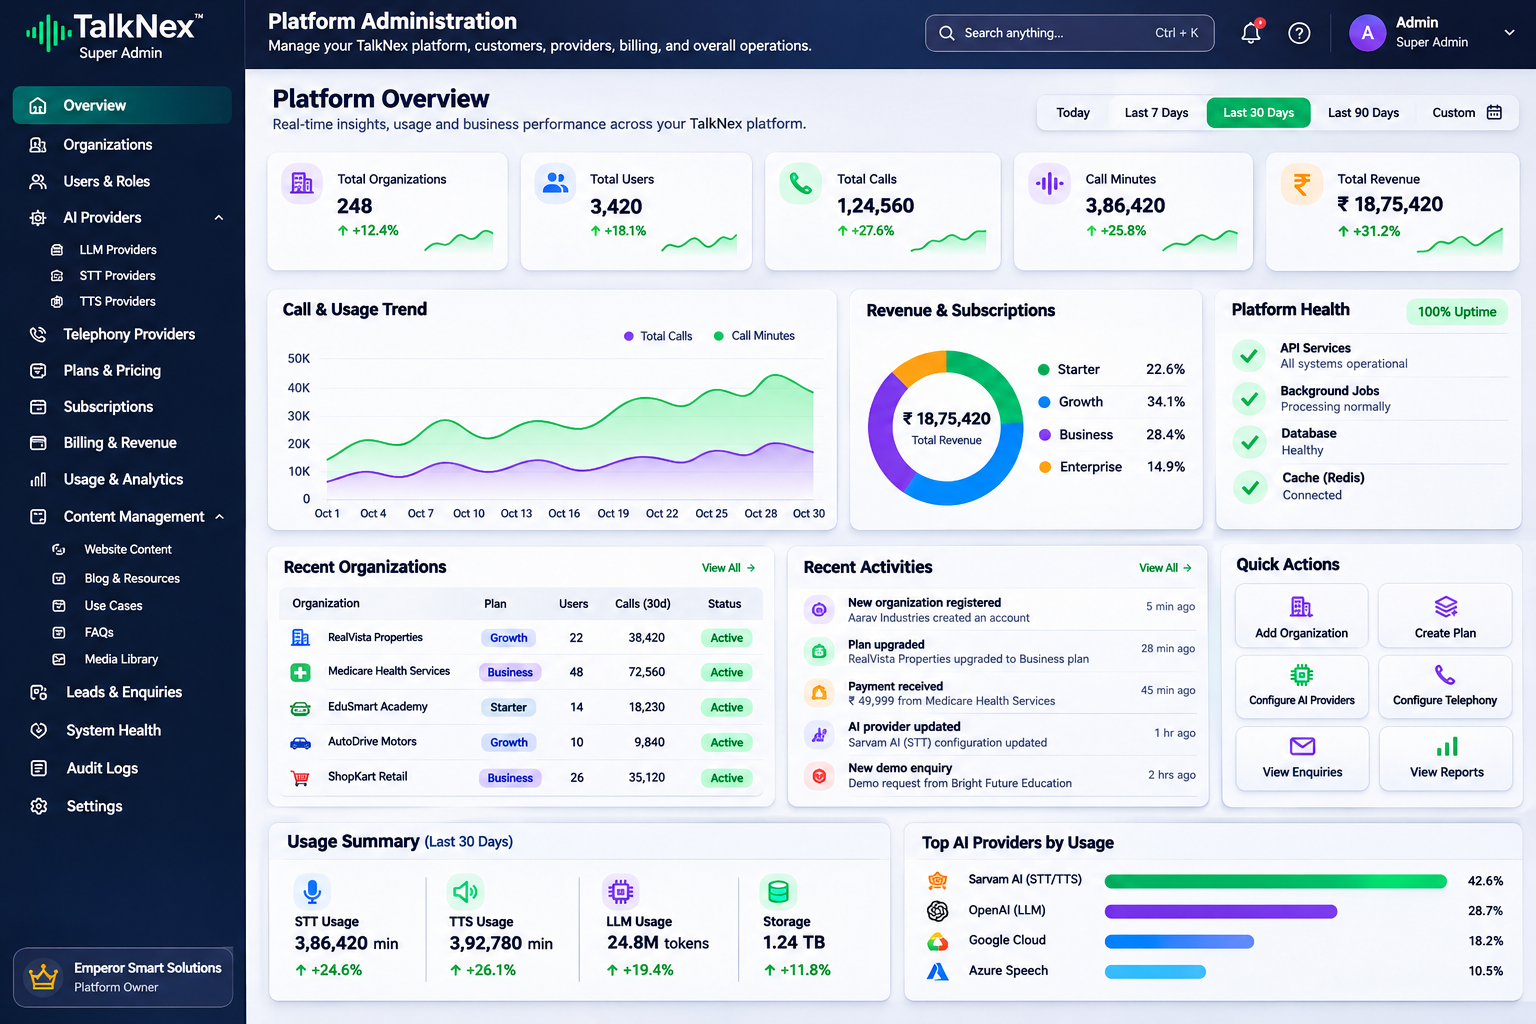 TalkNex™
Super Admin
Overview
Organizations
Users & Roles
AI Providers
LLM Providers
STT Providers
TTS Providers
Telephony Providers
Plans & Pricing
Subscriptions
Billing & Revenue
Usage & Analytics
Content Management
Website Content
Blog & Resources
Use Cases
FAQs
Media Library
Leads & Enquiries
System Health
Audit Logs
Settings
Emperor Smart Solutions
Platform Owner
Platform Administration
Manage your TalkNex platform, customers, providers, billing, and overall operations.
Search anything... Ctrl + K
?
A
Admin
Super Admin
Platform Overview
Real-time insights, usage and business performance across your TalkNex platform.
Today Last 7 Days Last 30 Days Last 90 Days Custom
Total Organizations
248
↑ +12.4%
Total Users
3,420
↑ +18.1%
Total Calls
1,24,560
↑ +27.6%
Call Minutes
3,86,420
↑ +25.8%
₹
Total Revenue
₹ 18,75,420
↑ +31.2%
Call & Usage Trend
Total Calls Call Minutes
50K
40K
30K
20K
10K
0
Oct 1 Oct 4 Oct 7 Oct 10 Oct 13 Oct 16 Oct 19 Oct 22 Oct 25 Oct 28 Oct 30
Revenue & Subscriptions
₹ 18,75,420
Total Revenue
Starter 22.6%
Growth 34.1%
Business 28.4%
Enterprise 14.9%
Platform Health 100% Uptime
API Services
All systems operational
Background Jobs
Processing normally
Database
Healthy
Cache (Redis)
Connected
Recent Organizations View All →
Organization Plan Users Calls (30d) Status
RealVista Properties Growth 22 38,420 Active
Medicare Health Services Business 48 72,560 Active
EduSmart Academy Starter 14 18,230 Active
AutoDrive Motors Growth 10 9,840 Active
ShopKart Retail Business 26 35,120 Active
Recent Activities View All →
New organization registered 5 min ago
Aarav Industries created an account
Plan upgraded 28 min ago
RealVista Properties upgraded to Business plan
Payment received 45 min ago
₹ 49,999 from Medicare Health Services
AI provider updated 1 hr ago
Sarvam AI (STT) configuration updated
New demo enquiry 2 hrs ago
Demo request from Bright Future Education
Quick Actions
Add Organization
Create Plan
Configure AI Providers
Configure Telephony
View Enquiries
View Reports
Usage Summary (Last 30 Days)
STT Usage
3,86,420 min
↑ +24.6%
TTS Usage
3,92,780 min
↑ +26.1%
LLM Usage
24.8M tokens
↑ +19.4%
Storage
1.24 TB
↑ +11.8%
Top AI Providers by Usage
Sarvam AI (STT/TTS) 42.6%
OpenAI (LLM) 28.7%
Google Cloud 18.2%
Azure Speech 10.5%